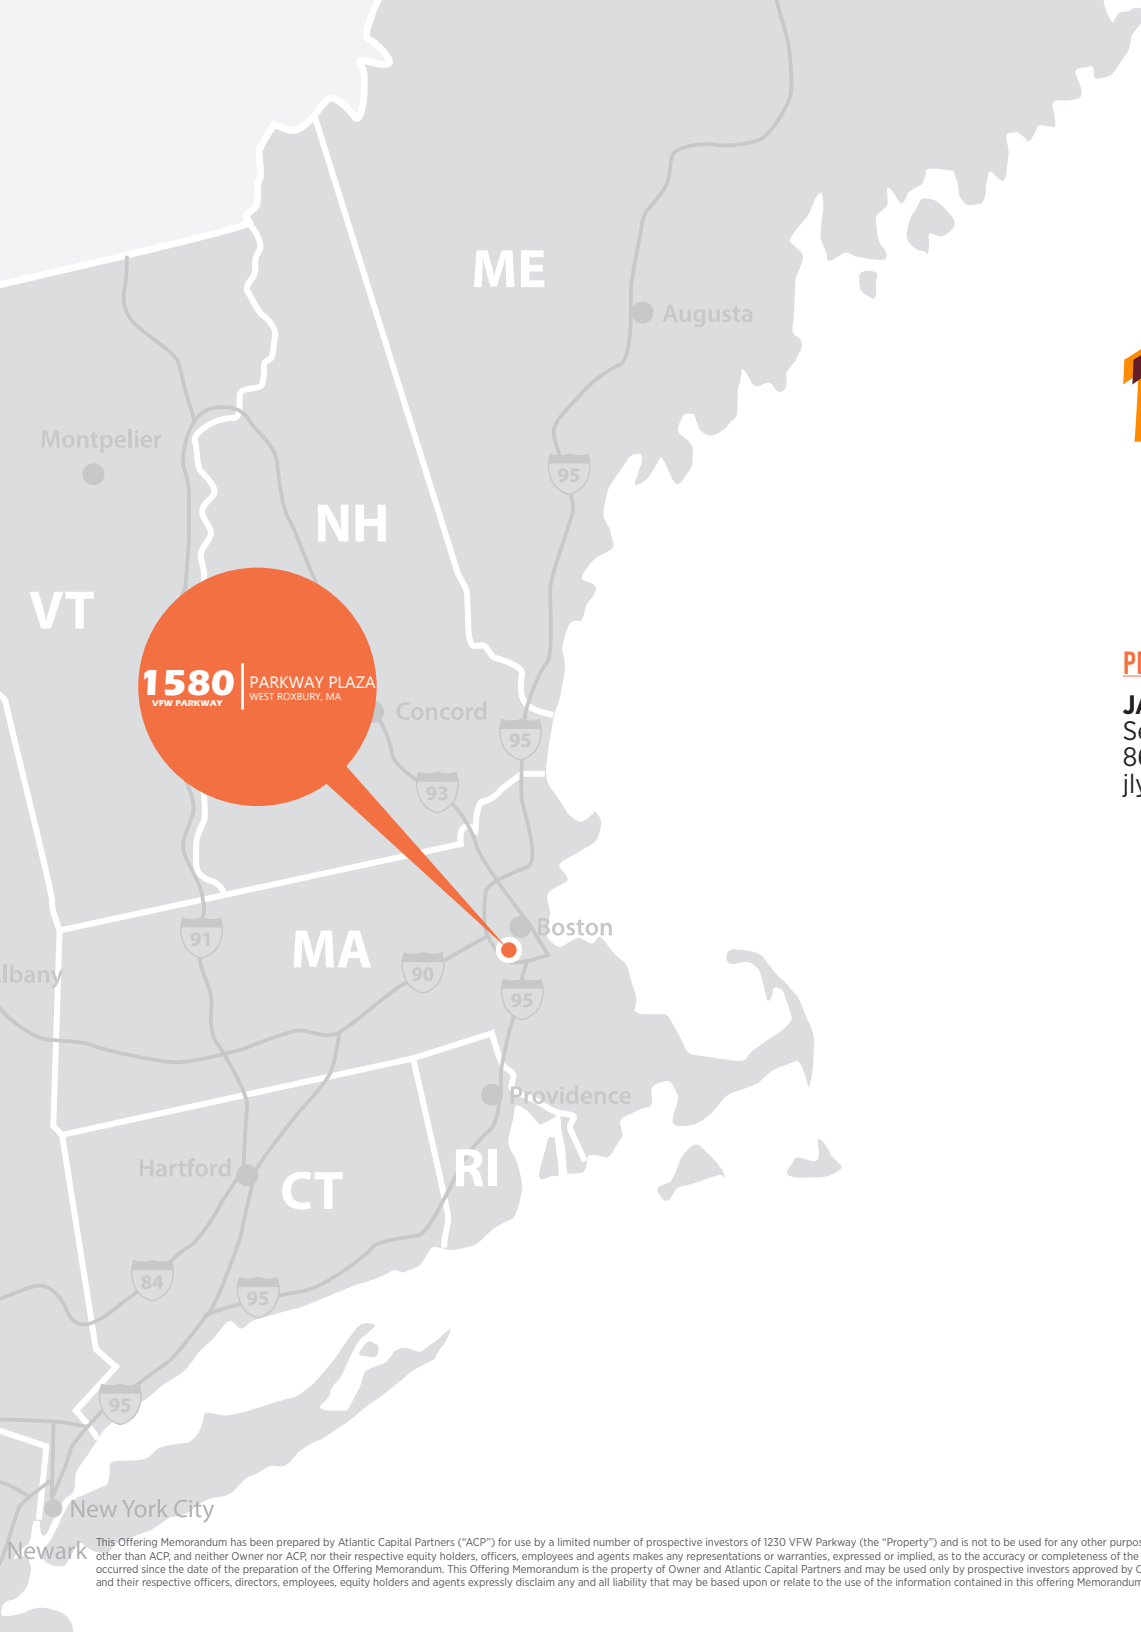 ME
Augusta
Montpelier
95
NH
VT
1580
VFW PARKWAY
PARKWAY PLAZA
WEST ROXBURY, MA
Concord
95
93
Boston
91
MA
90
lbany
95
Providence
Hartford
CT
RI
84
95
95
New York City
Newark
JA
Se
jly
This Offering Memorandum has been prepared by Atlantic Capital Partners (“ACP”) for use by a limited number of prospective investors of 1230 VFW Parkway (the “Property”) and is not to be used for any other purpos
other than ACP, and neither Owner nor ACP, nor their respective equity holders, officers, employees and agents makes any representations or warranties, expressed or implied, as to the accuracy or completeness of the
occurred since the date of the preparation of the Offering Memorandum. This Offering Memorandum is the property of Owner and Atlantic Capital Partners and may be used only by prospective investors approved by
and their respective officers, directors, employees, equity holders and agents expressly disclaim any and all liability that may be based upon or relate to the use of the information contained in this offering Memorandum